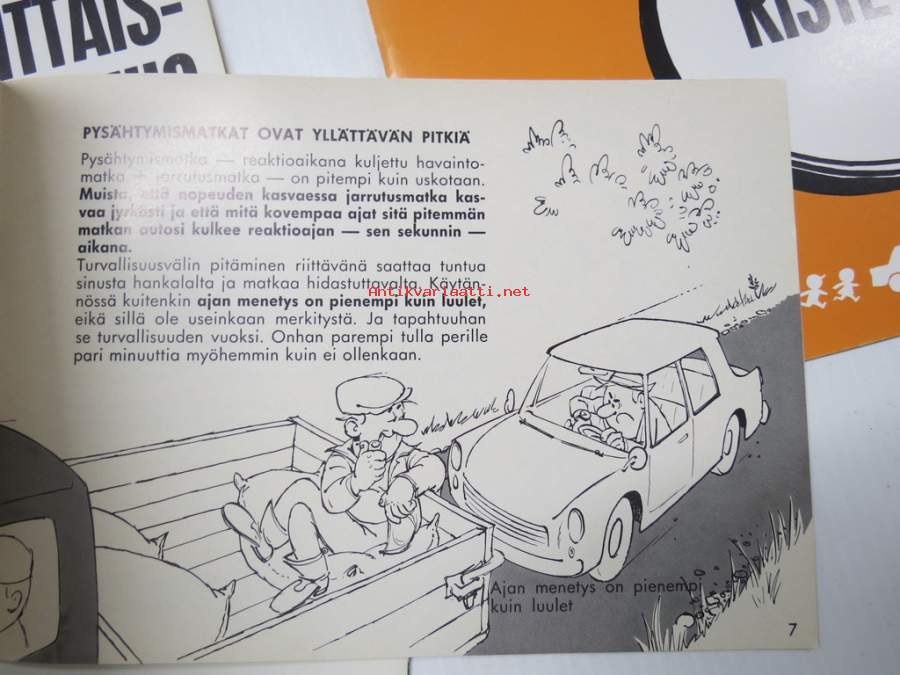 TTAIS-
RISTE
PYSÄHTYMISMATKAT OVAT YLLÄTTÄVÄN PITKIÄ
Pysähtymismatka — reaktioaikana kuljettu havainto-
matka + jarrutusmatka — on pitempi kuin uskotaan.
Muista, että nopeuden kasvaessa jarrutusmatka kas-
vaa jyrkästi ja että mitä kovempaa ajat sitä pitemmän
matkan autosi kulkee reaktioajan — sen sekunnin —
aikana.
Turvallisuusvälin pitäminen riittävänä saattaa tuntua
sinusta hankalalta ja matkaa hidastuttavalta. Käytän-
nössä kuitenkin ajan menetys on pienempi kuin luulet,
eikä sillä ole useinkaan merkitystä. Ja tapahtuuhan
se turvallisuuden vuoksi. Onhan parempi tulla perille
pari minuuttia myöhemmin kuin ei ollenkaan.
Antikvariaatti.net
Ajan menetys on pienempi
kuin luulet
7